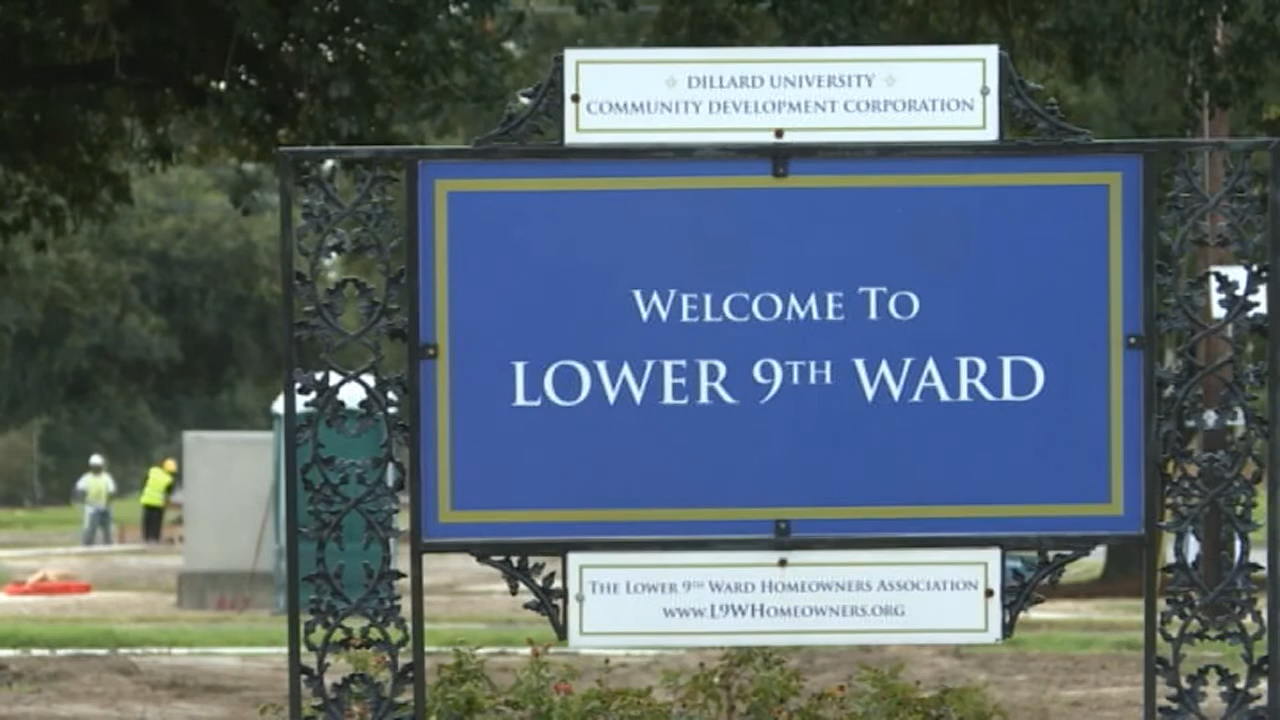 DILLARD UNIVERSITY
COMMUNITY DEVELOPMENT CORPORATION
WELCOME TO
LOWER 9TH WARD
THE LOWER 9TH WARD HOMEOWNERS ASSOCIATION
WWW.L9WHOMEOWNERS.ORG